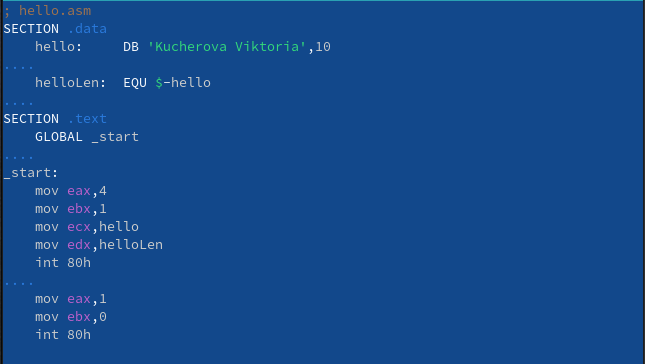 ; hello.asm
SECTION .data
    hello:     DB 'Kucherova Viktoria',10
....
    helloLen:  EQU $-hello
....
SECTION .text
    GLOBAL _start
....
_start:
    mov eax,4
    mov ebx,1
    mov ecx,hello
    mov edx,helloLen
    int 80h
....
    mov eax,1
    mov ebx,0
    int 80h